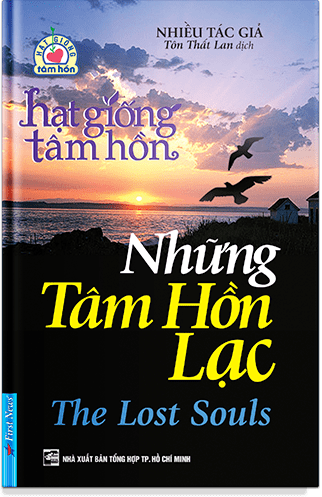 HẠT GIỐNG
tâm hồn
NHIỀU TÁC GIẢ
Tôn Thất Lan dịch
hạt giống
tâm hồn
Những
Tâm Hồn
Lạc
The Lost Souls
First News
NHÀ XUẤT BẢN TỔNG HỢP TP. HỒ CHÍ MINH